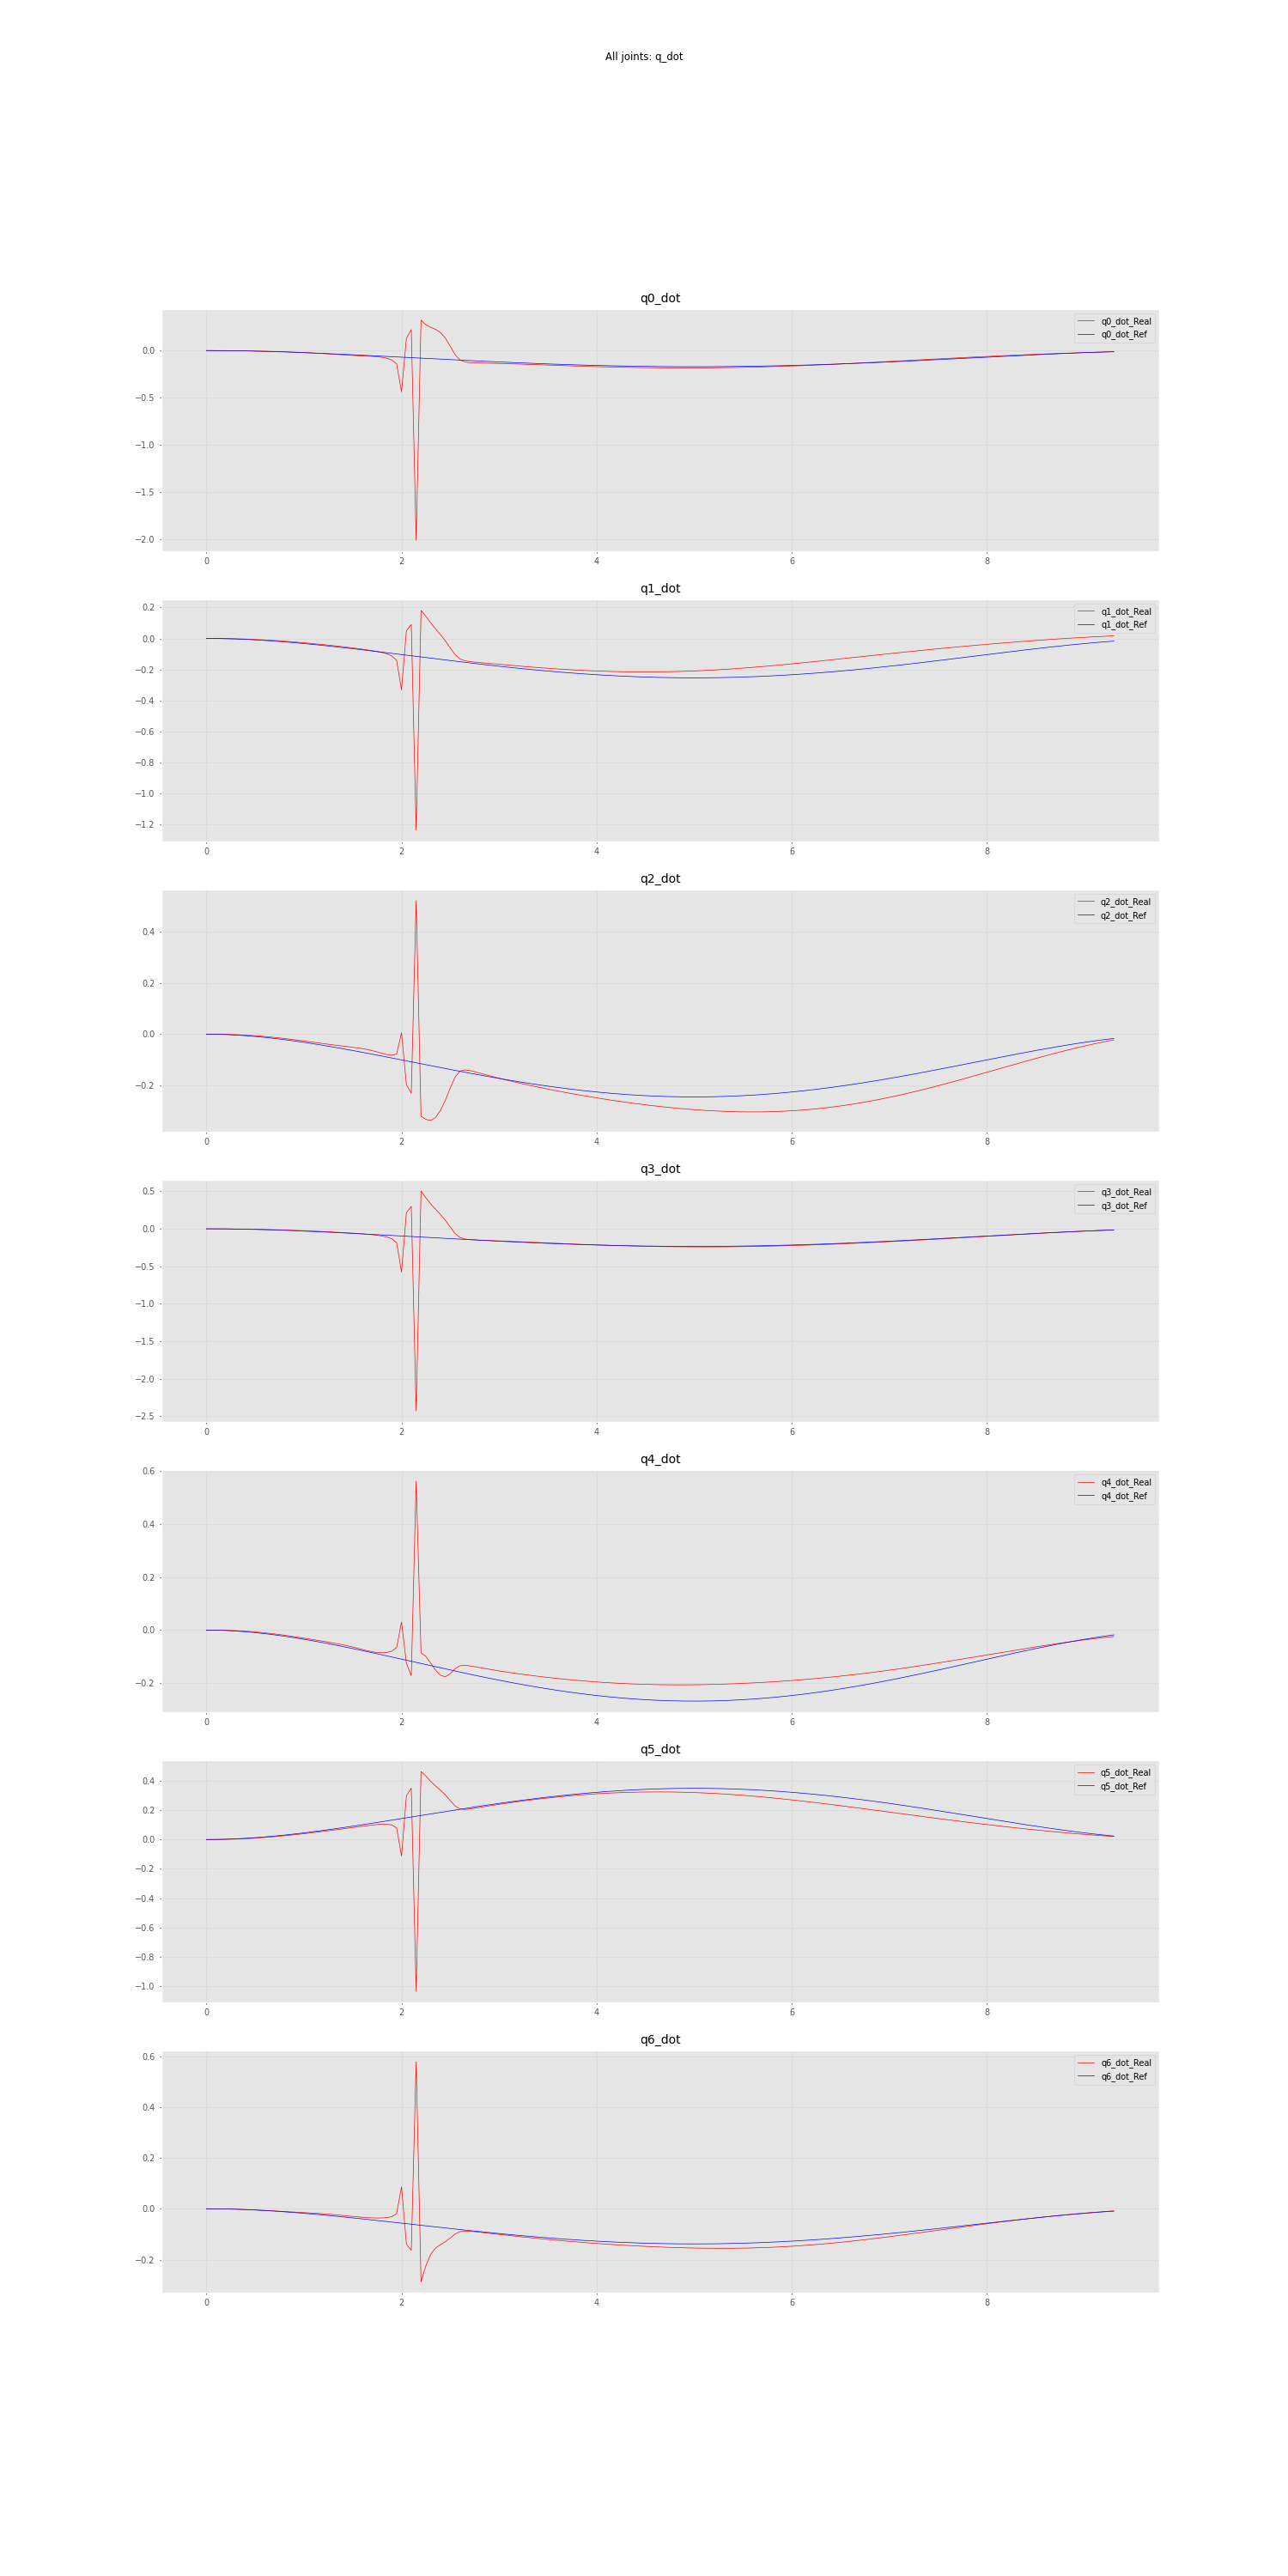 All joints: q_dot
q0_dot
q0_dot_Real
q0_dot_Ref
0.0
−0.5
−1.0
−1.5
−2.0
0 2 4 6 8
q1_dot
q1_dot_Real
q1_dot_Ref
0.2
0.0
−0.2
−0.4
−0.6
−0.8
−1.0
−1.2
0 2 4 6 8
q2_dot
q2_dot_Real
q2_dot_Ref
0.4
0.2
0.0
−0.2
0 2 4 6 8
q3_dot
q3_dot_Real
q3_dot_Ref
0.5
0.0
−0.5
−1.0
−1.5
−2.0
−2.5
0 2 4 6 8
q4_dot
q4_dot_Real
q4_dot_Ref
0.6
0.4
0.2
0.0
−0.2
0 2 4 6 8
q5_dot
q5_dot_Real
q5_dot_Ref
0.4
0.2
0.0
−0.2
−0.4
−0.6
−0.8
−1.0
0 2 4 6 8
q6_dot
q6_dot_Real
q6_dot_Ref
0.6
0.4
0.2
0.0
−0.2
0 2 4 6 8